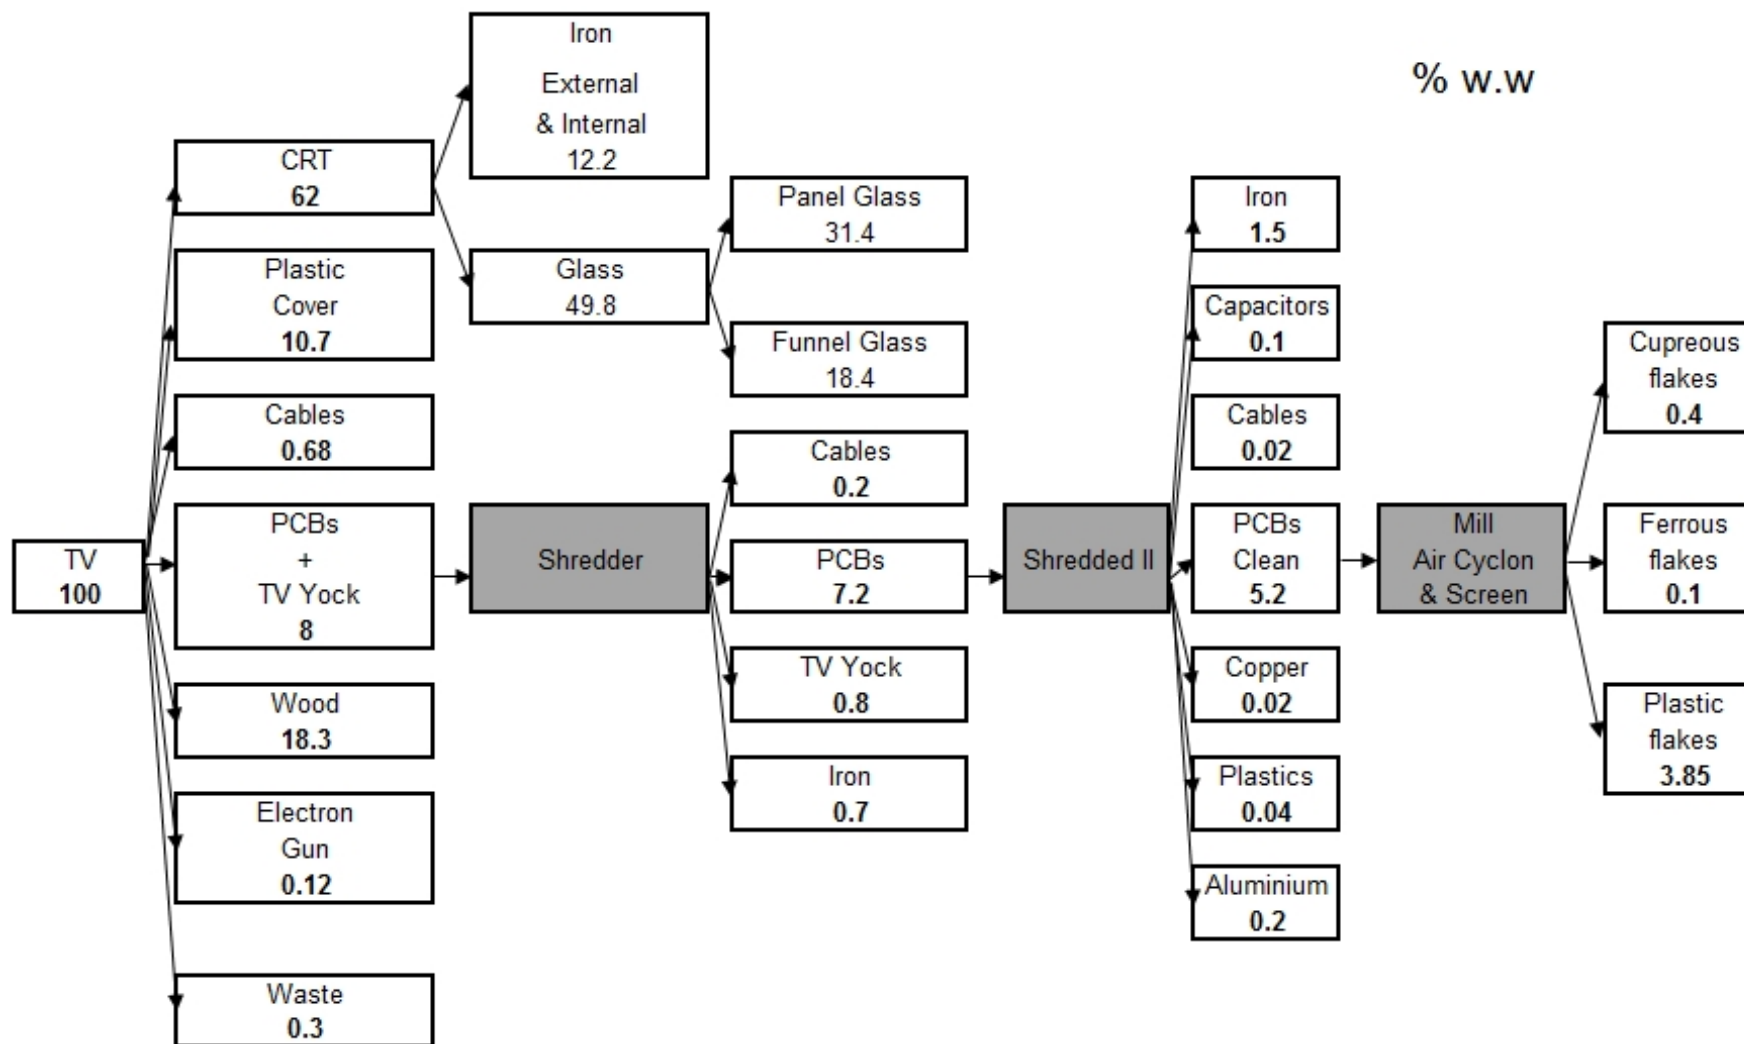 % w.w
TV
100
CRT
62
Plastic
Cover
10.7
Cables
0.68
PCBs
+
TV Yock
8
Wood
18.3
Electron
Gun
0.12
Waste
0.3
Iron
External
& Internal
12.2
Glass
49.8
Shredder
Panel Glass
31.4
Funnel Glass
18.4
Cables
0.2
PCBs
7.2
TV Yock
0.8
Iron
0.7
Shredded II
Iron
1.5
Capacitors
0.1
Cables
0.02
PCBs
Clean
5.2
Copper
0.02
Plastics
0.04
Aluminium
0.2
Mill
Air Cyclon
& Screen
Cupreous
flakes
0.4
Ferrous
flakes
0.1
Plastic
flakes
3.85